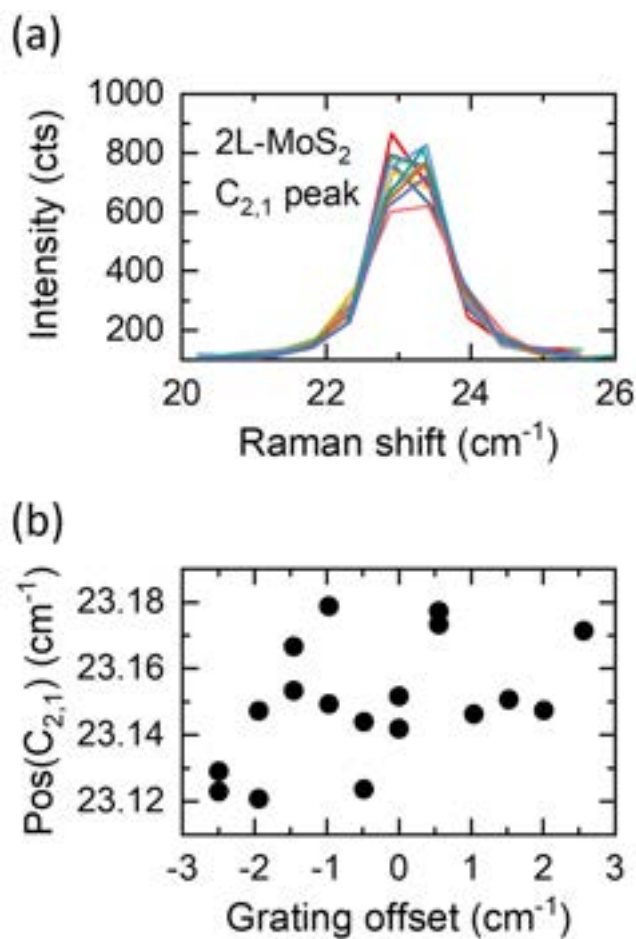 (a)
1000
800
600
400
200
Intensity (cts)
2L-MoS₂
C₂,₁ peak
20 22 24 26
Raman shift (cm⁻¹)
(b)
23.18
23.16
23.14
23.12
Pos(C₂,₁) (cm⁻¹)
-3 -2 -1 0 1 2 3
Grating offset (cm⁻¹)